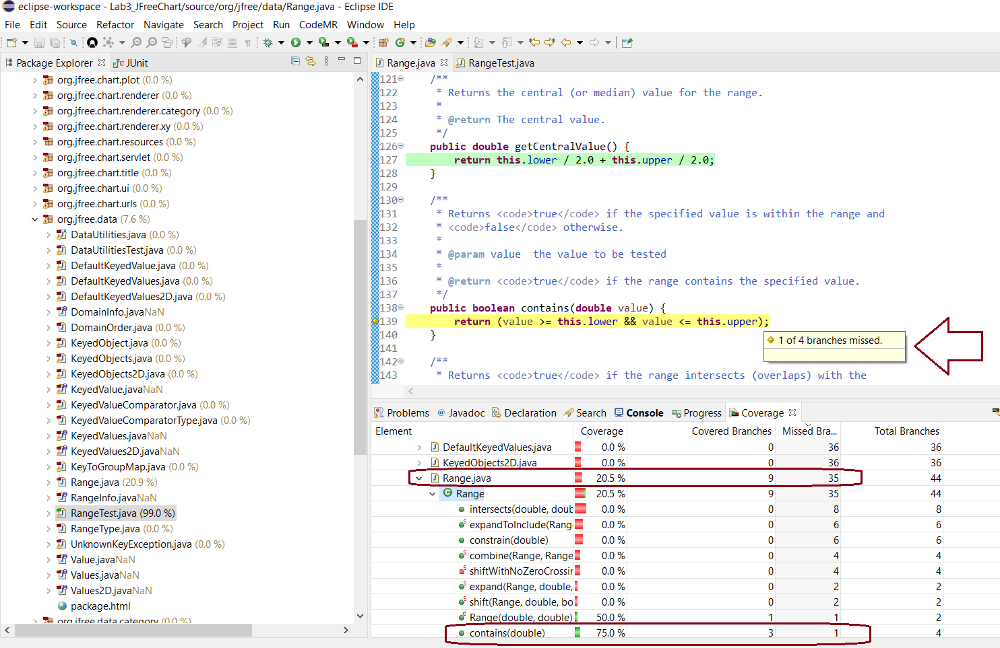 eclipse-workspace - Lab3_JFreeChart/source/org/jfree/data/Range.java - Eclipse IDE
File Edit Source Refactor Navigate Search Project Run CodeMR Window Help
Package Explorer JUnit
org.jfree.chart.plot (0.0 %)
org.jfree.chart.renderer (0.0 %)
org.jfree.chart.renderer.category (0.0 %)
org.jfree.chart.renderer.xy (0.0 %)
org.jfree.chart.resources (0.0 %)
org.jfree.chart.servlet (0.0 %)
org.jfree.chart.title (0.0 %)
org.jfree.chart.ui (0.0 %)
org.jfree.chart.urls (0.0 %)
org.jfree.data (7.6 %)
DataUtilities.java (0.0 %)
DataUtilitiesTest.java (0.0 %)
DefaultKeyedValue.java (0.0 %)
DefaultKeyedValues.java (0.0 %)
DefaultKeyedValues2D.java (0.0 %)
DomainInfo.javaNaN
DomainOrder.java (0.0 %)
KeyedObject.java (0.0 %)
KeyedObjects.java (0.0 %)
KeyedObjects2D.java (0.0 %)
KeyedValue.javaNaN
KeyedValueComparator.java (0.0 %)
KeyedValueComparatorType.java (0.0 %)
KeyedValues.javaNaN
KeyedValues2D.javaNaN
KeyToGroupMap.java (0.0 %)
Range.java (20.9 %)
RangeInfo.javaNaN
RangeTest.java (99.0 %)
RangeType.java (0.0 %)
UnknownKeyException.java (0.0 %)
Value.javaNaN
Values.javaNaN
Values2D.javaNaN
package.html
org.jfree.data.category (0.0 %)
Range.java RangeTest.java
121 /**
122 * Returns the central (or median) value for the range.
123 *
124 * @return The central value.
125 */
126 public double getCentralValue() {
127 return this.lower / 2.0 + this.upper / 2.0;
128 }
129
130 /**
131 * Returns <code>true</code> if the specified value is within the range and
132 * <code>false</code> otherwise.
133 *
134 * @param value  the value to be tested
135 *
136 * @return <code>true</code> if the range contains the specified value.
137 */
138 public boolean contains(double value) {
139 return (value >= this.lower && value <= this.upper);
140 }
141
142 /**
143 * Returns <code>true</code> if the range intersects (overlaps) with the
1 of 4 branches missed.
Problems @ Javadoc Declaration Search Console Progress Coverage
Element Coverage Covered Branches Missed Bra... Total Branches
DefaultKeyedValues.java 0.0 % 0 36 36
KeyedObjects2D.java 0.0 % 0 36 36
Range.java 20.5 % 9 35 44
Range 20.5 % 9 35 44
intersects(double, doub 0.0 % 0 8 8
expandToInclude(Rang 0.0 % 0 6 6
constrain(double) 0.0 % 0 6 6
combine(Range, Range 0.0 % 0 4 4
shiftWithNoZeroCrossin 0.0 % 0 4 4
expand(Range, double, 0.0 % 0 2 2
shift(Range, double, bo 0.0 % 0 2 2
Range(double, double) 50.0 % 1 1 2
contains(double) 75.0 % 3 1 4